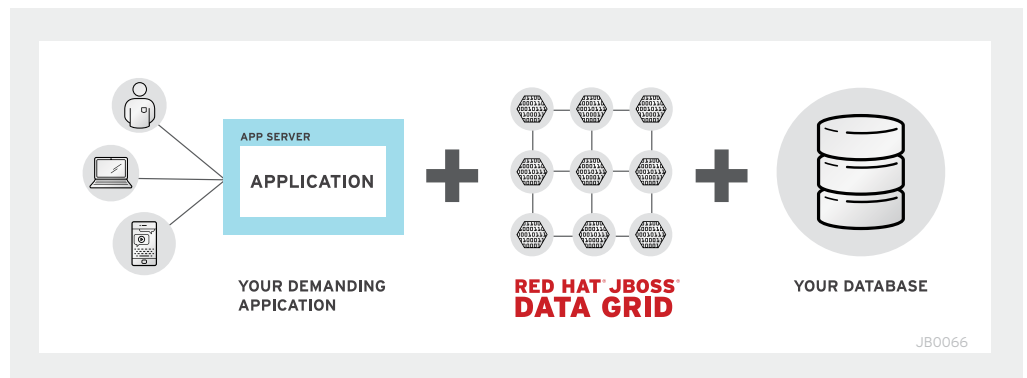 APP SERVER
APPLICATION
YOUR DEMANDING
APPICATION
RED HAT® JBOSS®
DATA GRID
YOUR DATABASE
JB0066